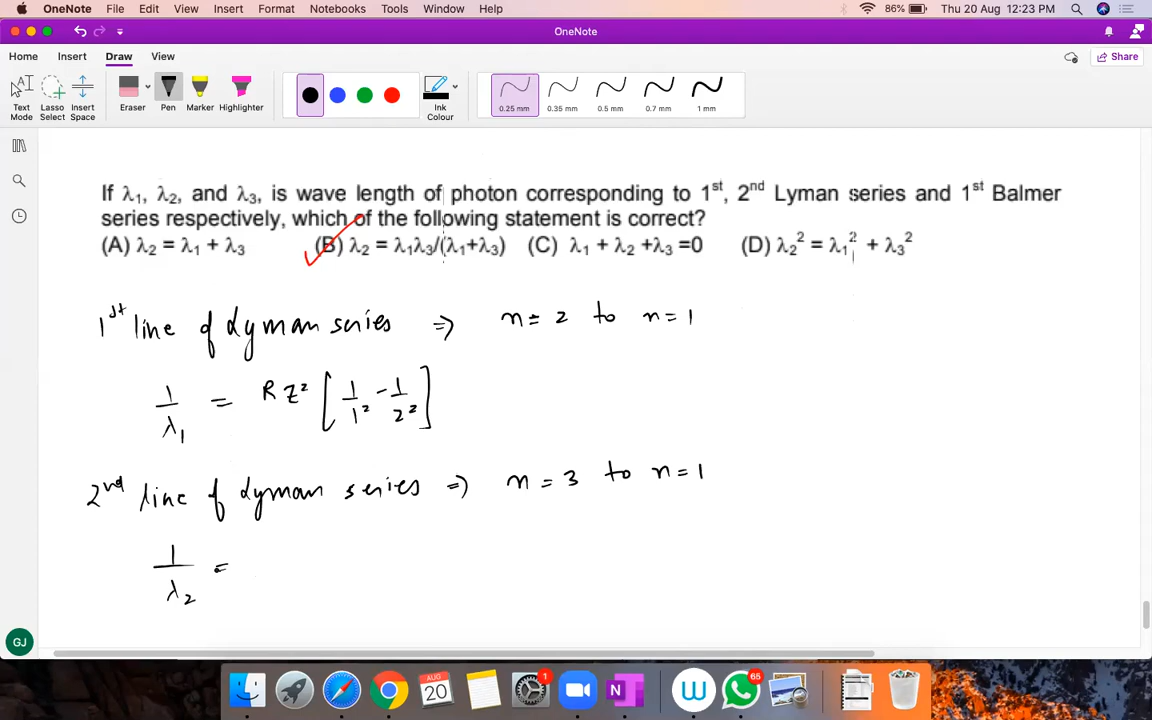 OneNote File Edit View Insert Format Notebooks Tools Window Help 86% Thu 20 Aug 12:23 PM
OneNote
Home Insert Draw View Share
Text Mode Lasso Select Insert Space Eraser Pen Marker Highlighter Ink Colour 0.25 mm 0.35 mm 0.5 mm 0.7 mm 1 mm
If λ1, λ2, and λ3, is wave length of photon corresponding to 1st, 2nd Lyman series and 1st Balmer
series respectively, which of the following statement is correct?
(A) λ2 = λ1 + λ3 (B) λ2 = λ1λ3/(λ1+λ3) (C) λ1 + λ2 +λ3 =0 (D) λ2² = λ1² + λ3²
1st line of Lyman series ⇒ n = 2 to n = 1
1/λ1 = RZ² [1/1² - 1/2²]
2nd line of Lyman series ⇒ n = 3 to n = 1
1/λ2 =
GJ
AUG 20 1 65